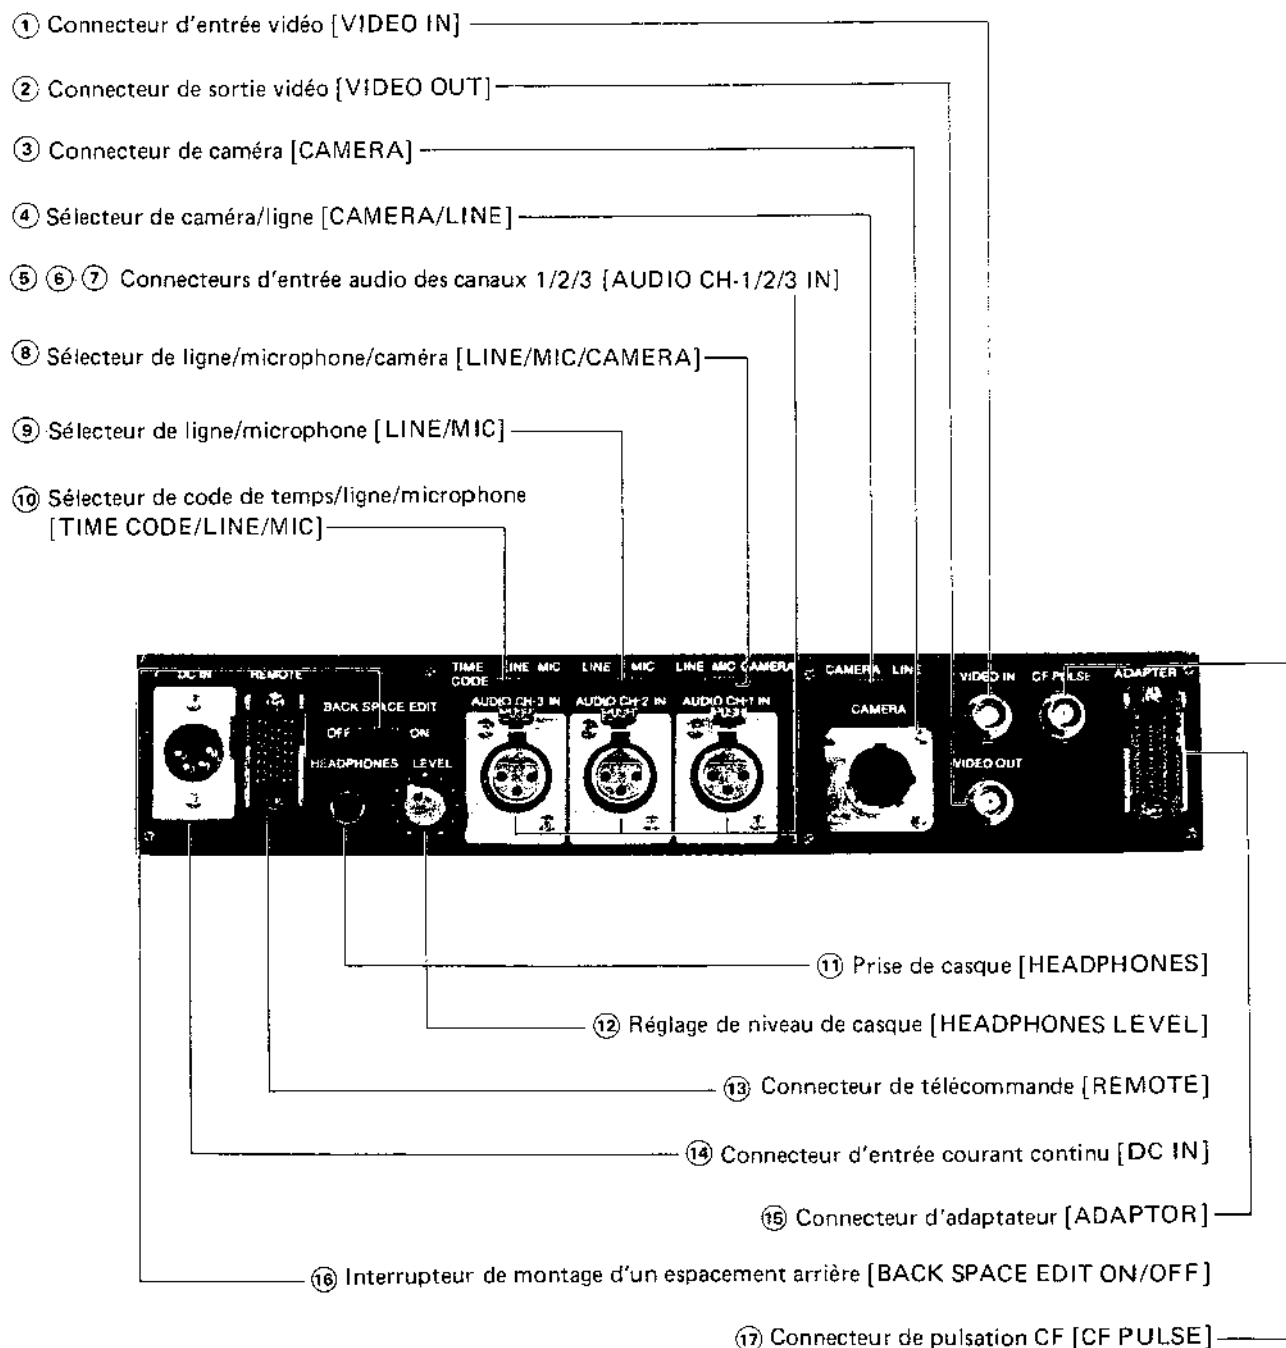 ① Connecteur d'entrée vidéo [VIDEO IN]
② Connecteur de sortie vidéo [VIDEO OUT]
③ Connecteur de caméra [CAMERA]
④ Sélecteur de caméra/ligne [CAMERA/LINE]
⑤ ⑥ ⑦ Connecteurs d'entrée audio des canaux 1/2/3 [AUDIO CH-1/2/3 IN]
⑧ Sélecteur de ligne/microphone/caméra [LINE/MIC/CAMERA]
⑨ Sélecteur de ligne/microphone [LINE/MIC]
⑩ Sélecteur de code de temps/ligne/microphone
[TIME CODE/LINE/MIC]
DC IN REMOTE
TIME CODE LINE MIC LINE MIC LINE MIC CAMERA
CAMERA LINE VIDEO IN CF PULSE ADAPTER
BACK SPACE EDIT
OFF ON
AUDIO CH-3 IN AUDIO CH-2 IN AUDIO CH-1 IN
PUSH PUSH PUSH
CAMERA
HEADPHONES LEVEL
VIDEO OUT
⑪ Prise de casque [HEADPHONES]
⑫ Réglage de niveau de casque [HEADPHONES LEVEL]
⑬ Connecteur de télécommande [REMOTE]
⑭ Connecteur d'entrée courant continu [DC IN]
⑮ Connecteur d'adaptateur [ADAPTOR]
⑯ Interrupteur de montage d'un espacement arrière [BACK SPACE EDIT ON/OFF]
⑰ Connecteur de pulsation CF [CF PULSE]